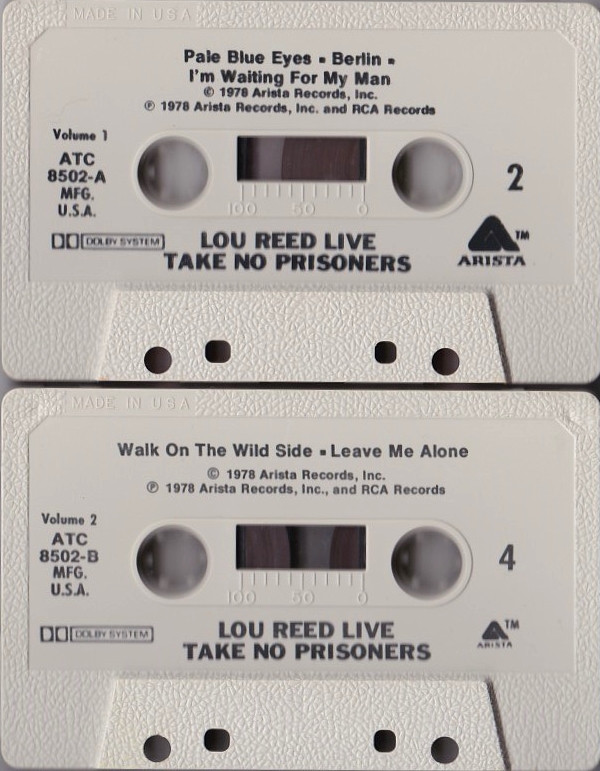 MADE IN U.S.A
Pale Blue Eyes ▪ Berlin ▪
I'm Waiting For My Man
© 1978 Arista Records, Inc.
℗ 1978 Arista Records, Inc. and RCA Records
Volume 1
ATC
8502-A
MFG.
U.S.A.
2
100 50 0
DOLBY SYSTEM
LOU REED LIVE
TAKE NO PRISONERS
TM
ARISTA
MADE IN U S A
Walk On The Wild Side ▪ Leave Me Alone
© 1978 Arista Records, Inc.
℗ 1978 Arista Records, Inc., and RCA Records
Volume 2
ATC
8502-B
MFG.
U.S.A.
4
100 50 0
DOLBY SYSTEM
LOU REED LIVE
TAKE NO PRISONERS
TM
ARISTA